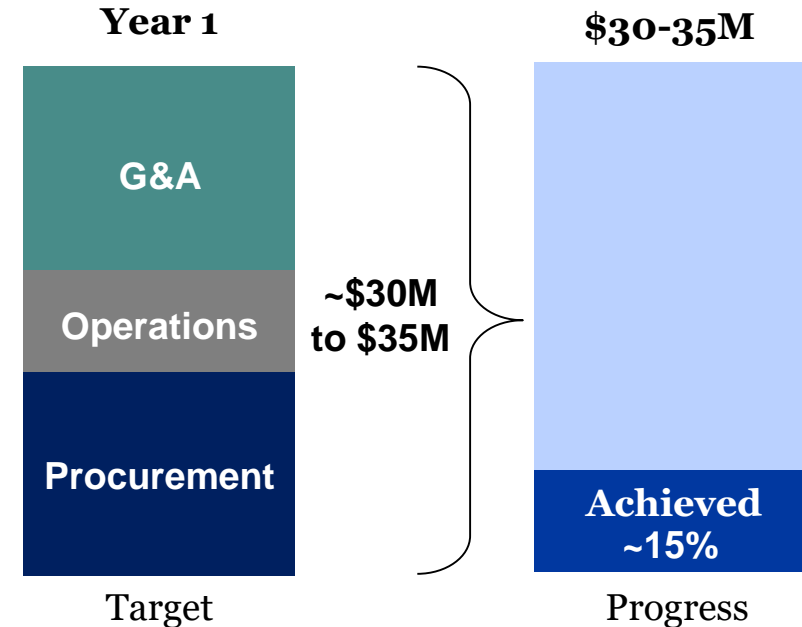 Year 1
$30-35M
G&A
Operations
Procurement
~$30M
to $35M
Achieved
~15%
Target
Progress